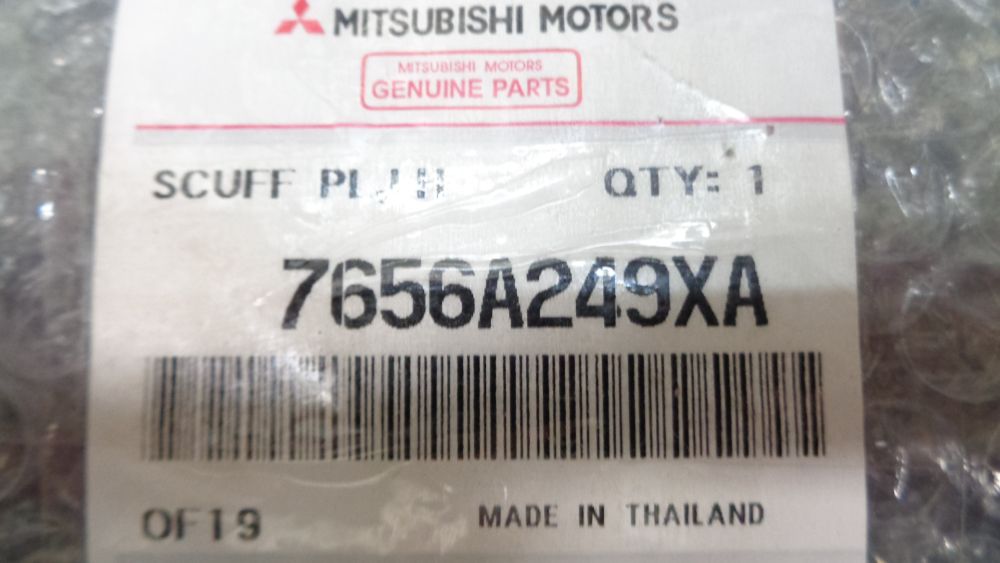 MITSUBISHI MOTORS
MITSUBISHI MOTORS
GENUINE PARTS
SCUFF QTY: 1
7656A249XA
OF19 MADE IN THAILAND